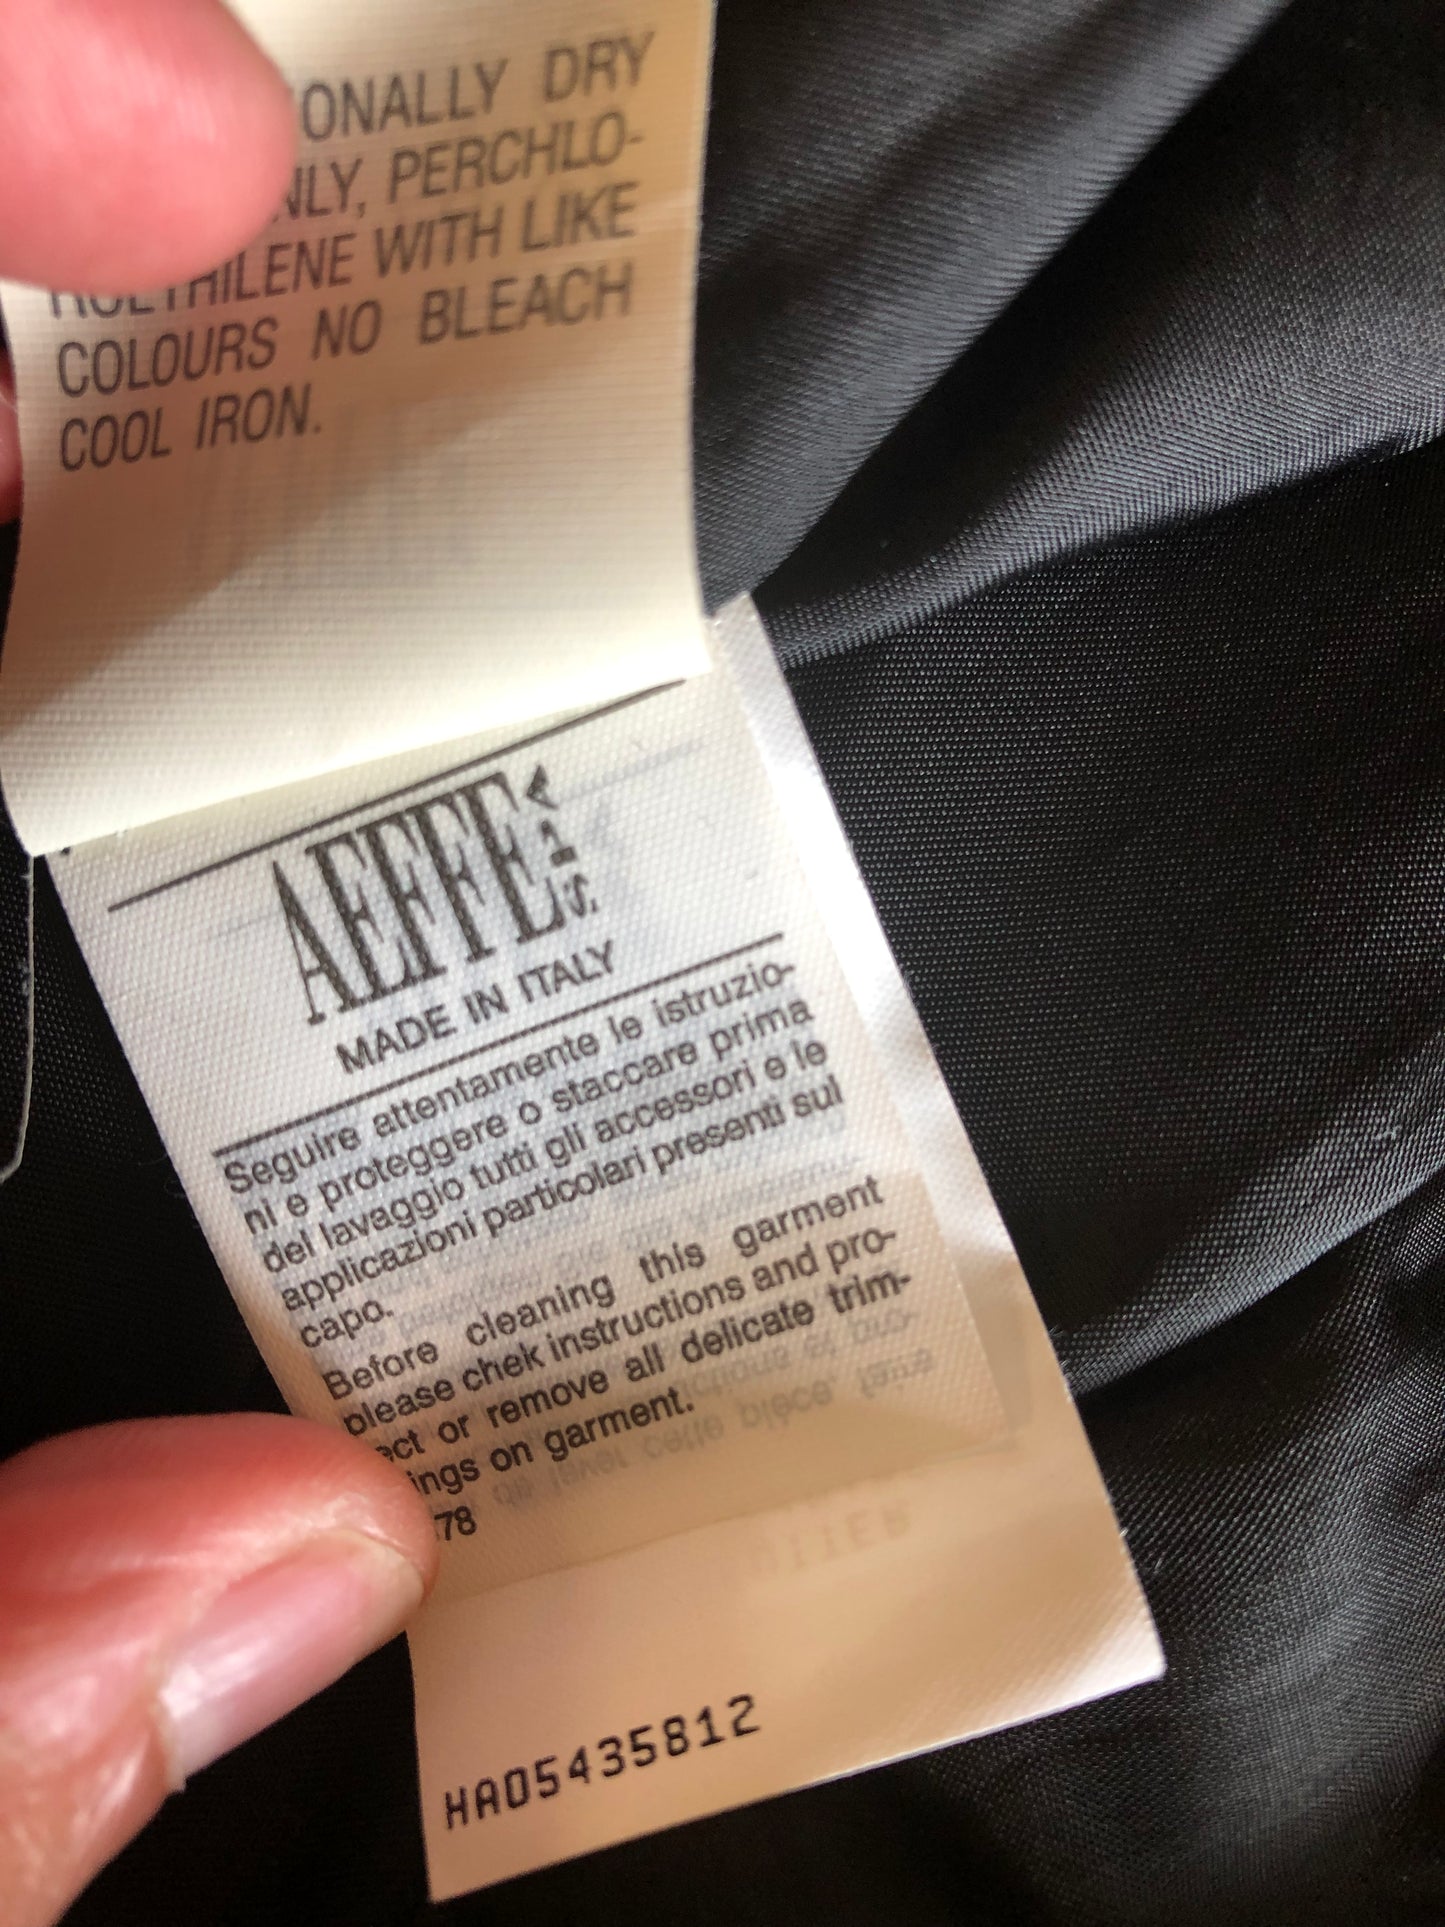 ONALLY DRY
NLY, PERCHLO-
ROETHILENE WITH LIKE
COLOURS NO BLEACH
COOL IRON.
AEFFE S.P.A
MADE IN ITALY
Seguire attentamente le istruzio-
ni e proteggere o staccare prima
del lavaggio tutti gli accessori e le
applicazioni particolari presenti sul
capo.
Before cleaning this garment
please chek instructions and pro-
ect or remove all delicate trim-
ings on garment.
78
HA05435812